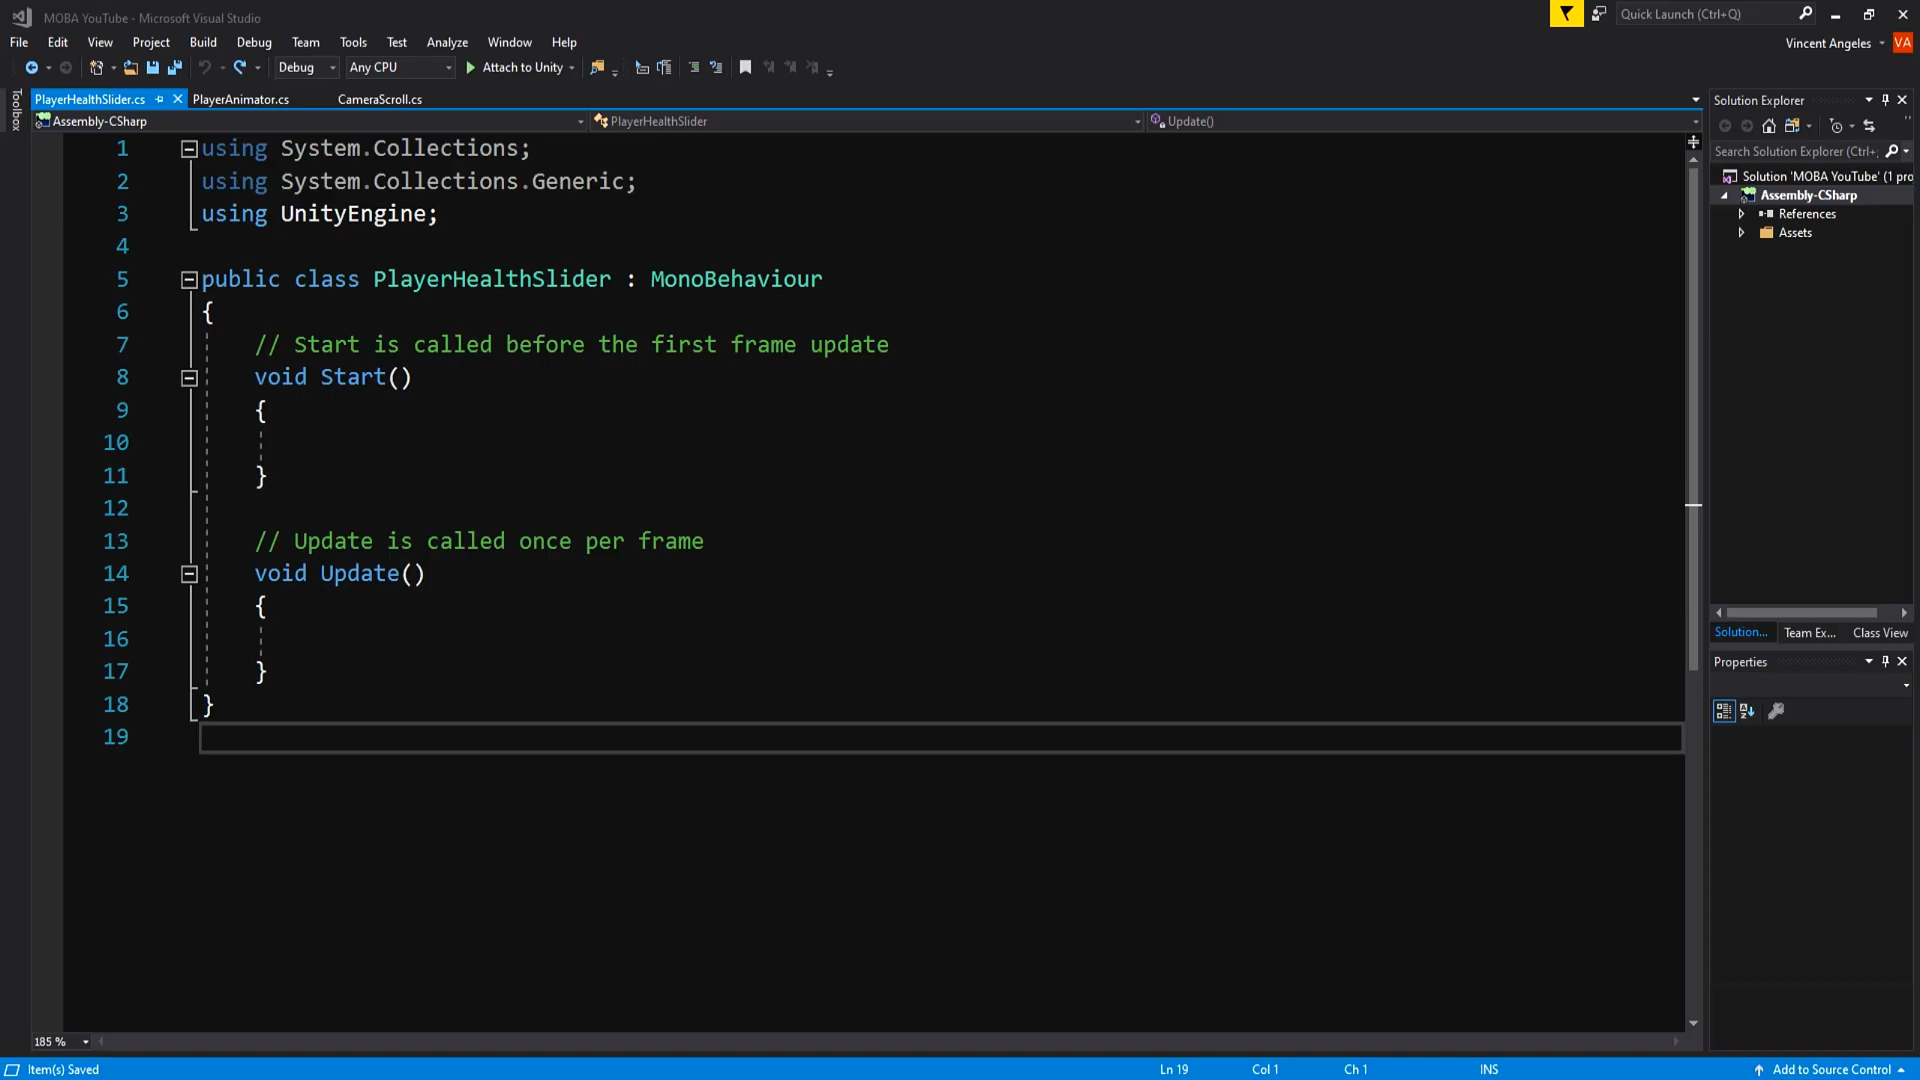 MOBA YouTube - Microsoft Visual Studio
Quick Launch (Ctrl+Q)
File Edit View Project Build Debug Team Tools Test Analyze Window Help
Vincent Angeles VA
Debug Any CPU Attach to Unity
Toolbox
PlayerHealthSlider.cs PlayerAnimator.cs CameraScroll.cs
Assembly-CSharp PlayerHealthSlider Update()
1 using System.Collections;
2 using System.Collections.Generic;
3 using UnityEngine;
4
5 public class PlayerHealthSlider : MonoBehaviour
6 {
7 // Start is called before the first frame update
8 void Start()
9 {
10
11 }
12
13 // Update is called once per frame
14 void Update()
15 {
16
17 }
18 }
19
185 %
Solution Explorer
Search Solution Explorer (Ctrl+;
Solution 'MOBA YouTube' (1 pro
Assembly-CSharp
References
Assets
Solution... Team Ex... Class View
Properties
Item(s) Saved Ln 19 Col 1 Ch 1 INS Add to Source Control